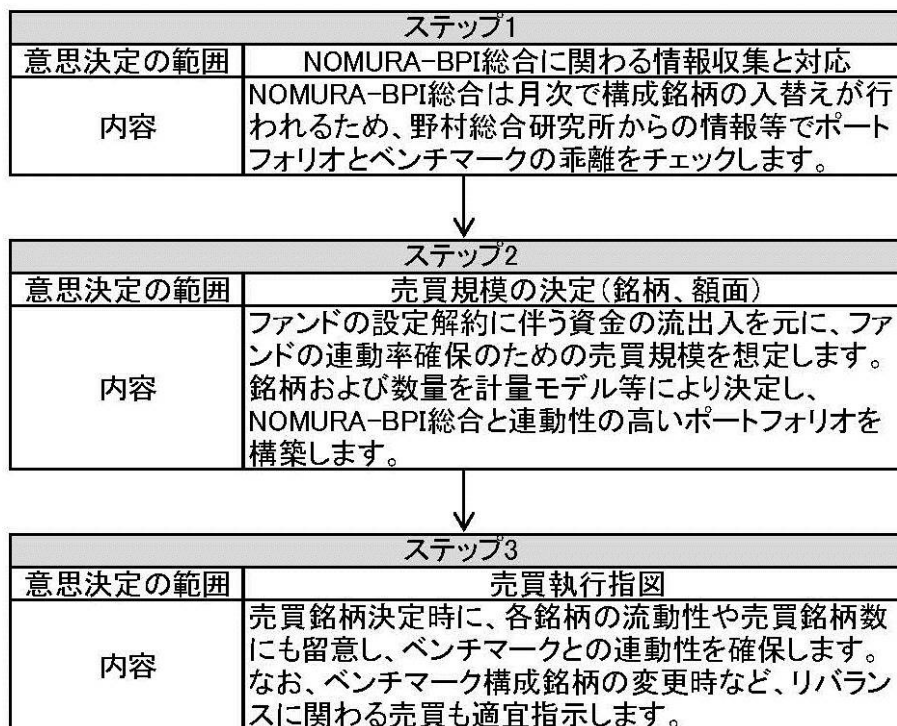 ステップ1
意思決定の範囲 NOMURA-BPI総合に関わる情報収集と対応
内容
NOMURA-BPI総合は月次で構成銘柄の入替えが行
われるため、野村総合研究所からの情報等でポート
フォリオとベンチマークの乖離をチェックします。
ステップ2
意思決定の範囲 売買規模の決定(銘柄、額面)
内容
ファンドの設定解約に伴う資金の流出入を元に、ファ
ンドの連動率確保のための売買規模を想定します。
銘柄および数量を計量モデル等により決定し、
NOMURA-BPI総合と連動性の高いポートフォリオを
構築します。
ステップ3
意思決定の範囲 売買執行指図
内容
売買銘柄決定時に、各銘柄の流動性や売買銘柄数
にも留意し、ベンチマークとの連動性を確保します。
なお、ベンチマーク構成銘柄の変更時など、リバラン
スに関わる売買も適宜指示します。